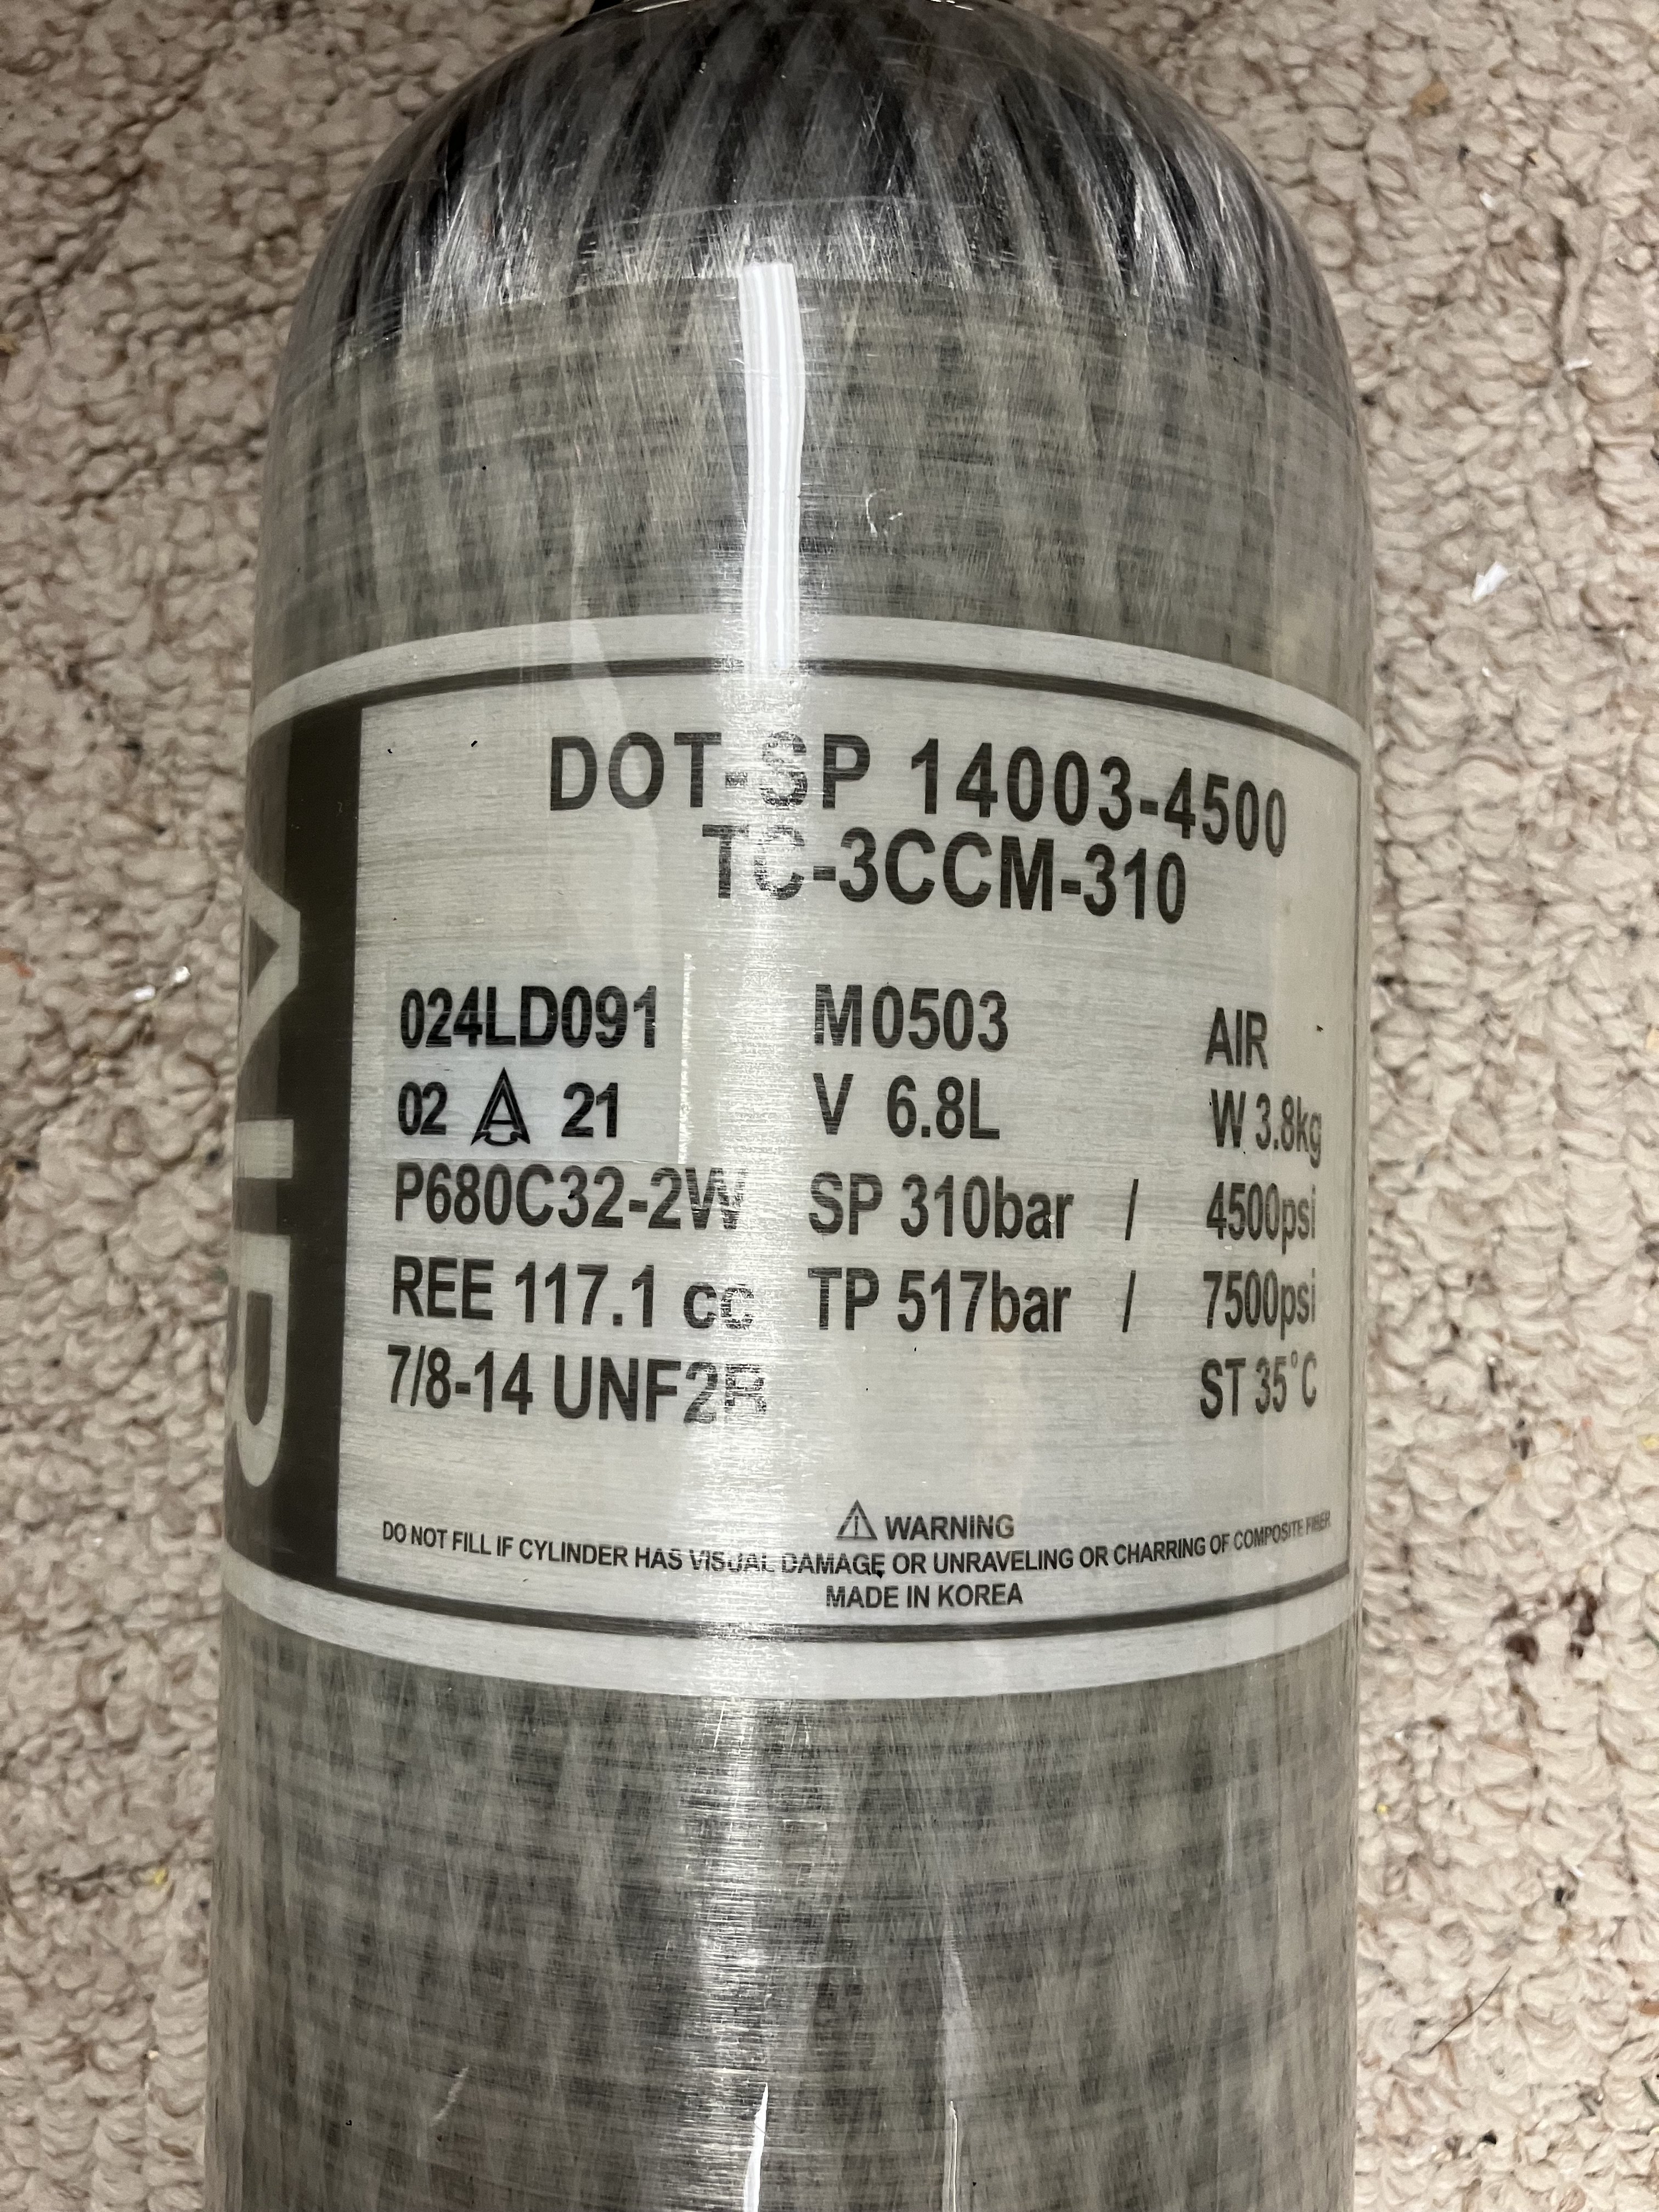 AIR
DOT-SP 14003-4500
TC-3CCM-310
024LD091 M0503 AIR
02 A 21 V 6.8L W 3.8kg
P680C32-2W SP 310bar / 4500psi
REE 117.1 cc TP 517bar / 7500psi
7/8-14 UNF2B ST 35°C
WARNING
DO NOT FILL IF CYLINDER HAS VISUAL DAMAGE OR UNRAVELING OR CHARRING OF COMPOSITE FIBER
MADE IN KOREA